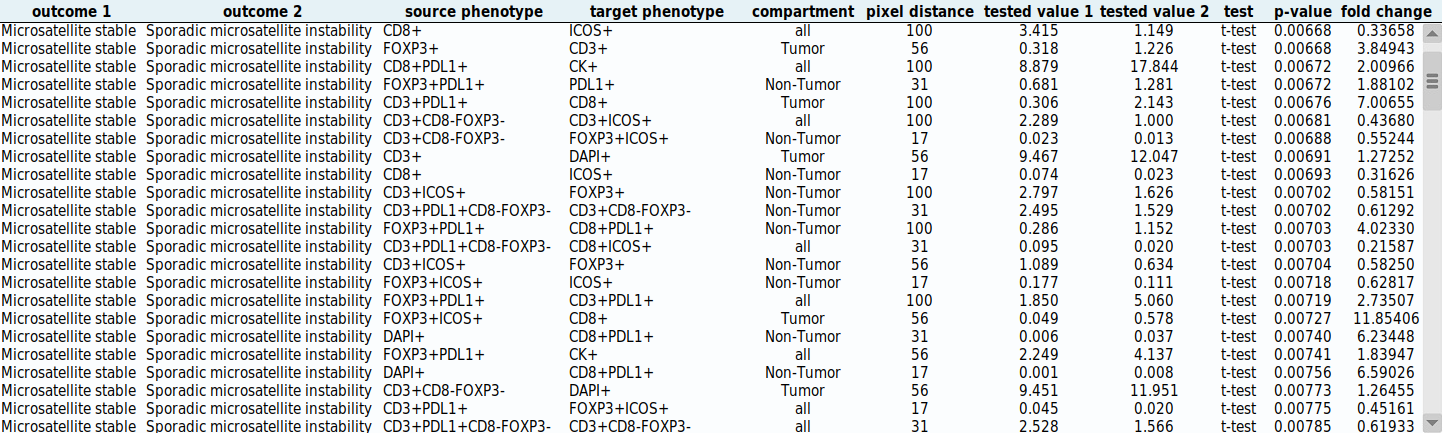 outcome 1 outcome 2 source phenotype target phenotype compartment pixel distance tested value 1 tested value 2 test p-value fold change
Microsatellite stable Sporadic microsatellite instability CD8+ ICOS+ all 100 3.415 1.149 t-test 0.00668 0.33658
Microsatellite stable Sporadic microsatellite instability FOXP3+ CD3+ Tumor 56 0.318 1.226 t-test 0.00668 3.84943
Microsatellite stable Sporadic microsatellite instability CD8+PDL1+ CK+ all 100 8.879 17.844 t-test 0.00672 2.00966
Microsatellite stable Sporadic microsatellite instability FOXP3+PDL1+ PDL1+ Non-Tumor 31 0.681 1.281 t-test 0.00672 1.88102
Microsatellite stable Sporadic microsatellite instability CD3+PDL1+ CD8+ Tumor 100 0.306 2.143 t-test 0.00676 7.00655
Microsatellite stable Sporadic microsatellite instability CD3+CD8-FOXP3- CD3+ICOS+ all 100 2.289 1.000 t-test 0.00681 0.43680
Microsatellite stable Sporadic microsatellite instability CD3+CD8-FOXP3- FOXP3+ICOS+ Non-Tumor 17 0.023 0.013 t-test 0.00688 0.55244
Microsatellite stable Sporadic microsatellite instability CD3+ DAPI+ Tumor 56 9.467 12.047 t-test 0.00691 1.27252
Microsatellite stable Sporadic microsatellite instability CD8+ ICOS+ Non-Tumor 17 0.074 0.023 t-test 0.00693 0.31626
Microsatellite stable Sporadic microsatellite instability CD3+ICOS+ FOXP3+ Non-Tumor 100 2.797 1.626 t-test 0.00702 0.58151
Microsatellite stable Sporadic microsatellite instability CD3+PDL1+CD8-FOXP3- CD3+CD8-FOXP3- Non-Tumor 31 2.495 1.529 t-test 0.00702 0.61292
Microsatellite stable Sporadic microsatellite instability FOXP3+PDL1+ CD8+PDL1+ Non-Tumor 100 0.286 1.152 t-test 0.00703 4.02330
Microsatellite stable Sporadic microsatellite instability CD3+PDL1+CD8-FOXP3- CD8+ICOS+ all 31 0.095 0.020 t-test 0.00703 0.21587
Microsatellite stable Sporadic microsatellite instability CD3+ICOS+ FOXP3+ Non-Tumor 56 1.089 0.634 t-test 0.00704 0.58250
Microsatellite stable Sporadic microsatellite instability FOXP3+ICOS+ ICOS+ Non-Tumor 17 0.177 0.111 t-test 0.00718 0.62817
Microsatellite stable Sporadic microsatellite instability FOXP3+PDL1+ CD3+PDL1+ all 100 1.850 5.060 t-test 0.00719 2.73507
Microsatellite stable Sporadic microsatellite instability FOXP3+ICOS+ CD8+ Tumor 56 0.049 0.578 t-test 0.00727 11.85406
Microsatellite stable Sporadic microsatellite instability DAPI+ CD8+PDL1+ Non-Tumor 31 0.006 0.037 t-test 0.00740 6.23448
Microsatellite stable Sporadic microsatellite instability FOXP3+PDL1+ CK+ all 56 2.249 4.137 t-test 0.00741 1.83947
Microsatellite stable Sporadic microsatellite instability DAPI+ CD8+PDL1+ Non-Tumor 17 0.001 0.008 t-test 0.00756 6.59026
Microsatellite stable Sporadic microsatellite instability CD3+CD8-FOXP3- DAPI+ Tumor 56 9.451 11.951 t-test 0.00773 1.26455
Microsatellite stable Sporadic microsatellite instability CD3+PDL1+ FOXP3+ICOS+ all 17 0.045 0.020 t-test 0.00775 0.45161
Microsatellite stable Sporadic microsatellite instability CD3+PDL1+CD8-FOXP3- CD3+CD8-FOXP3- all 31 2.528 1.566 t-test 0.00785 0.61933